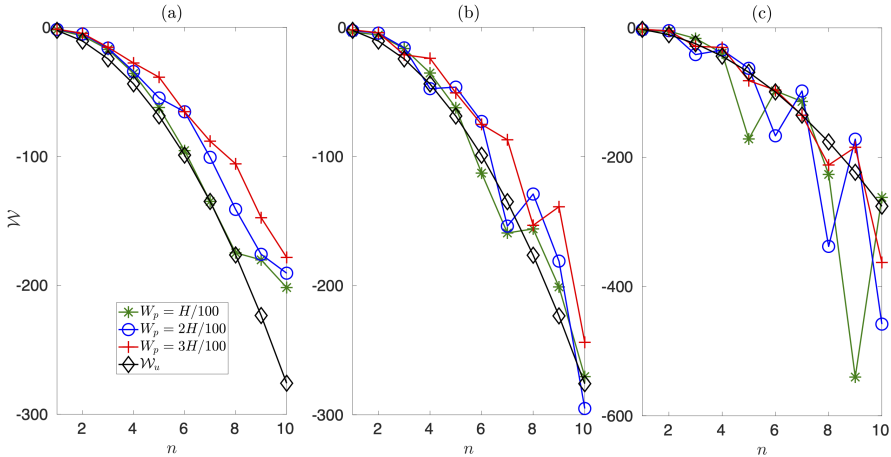 (a)
(b)
(c)
0
-100
-200
-300
𝒲
2 4 6 8 10
n
W_p = H/100
W_p = 2H/100
W_p = 3H/100
𝒲_u
0
-100
-200
-300
2 4 6 8 10
n
0
-200
-400
-600
2 4 6 8 10
n